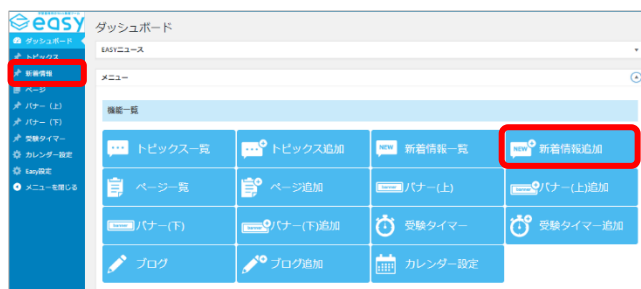 easy
ダッシュボード
トピックス
新着情報
ページ
バナー（上）
バナー（下）
受験タイマー
カレンダー設定
Easy設定
メニューを閉じる
ダッシュボード
EASYニュース
メニュー
機能一覧
トピックス一覧
トピックス追加
NEW 新着情報一覧
NEW 新着情報追加
ページ一覧
ページ追加
banner バナー(上)
banner バナー(上)追加
banner バナー(下)
banner バナー(下)追加
受験タイマー
受験タイマー追加
ブログ
ブログ追加
カレンダー設定